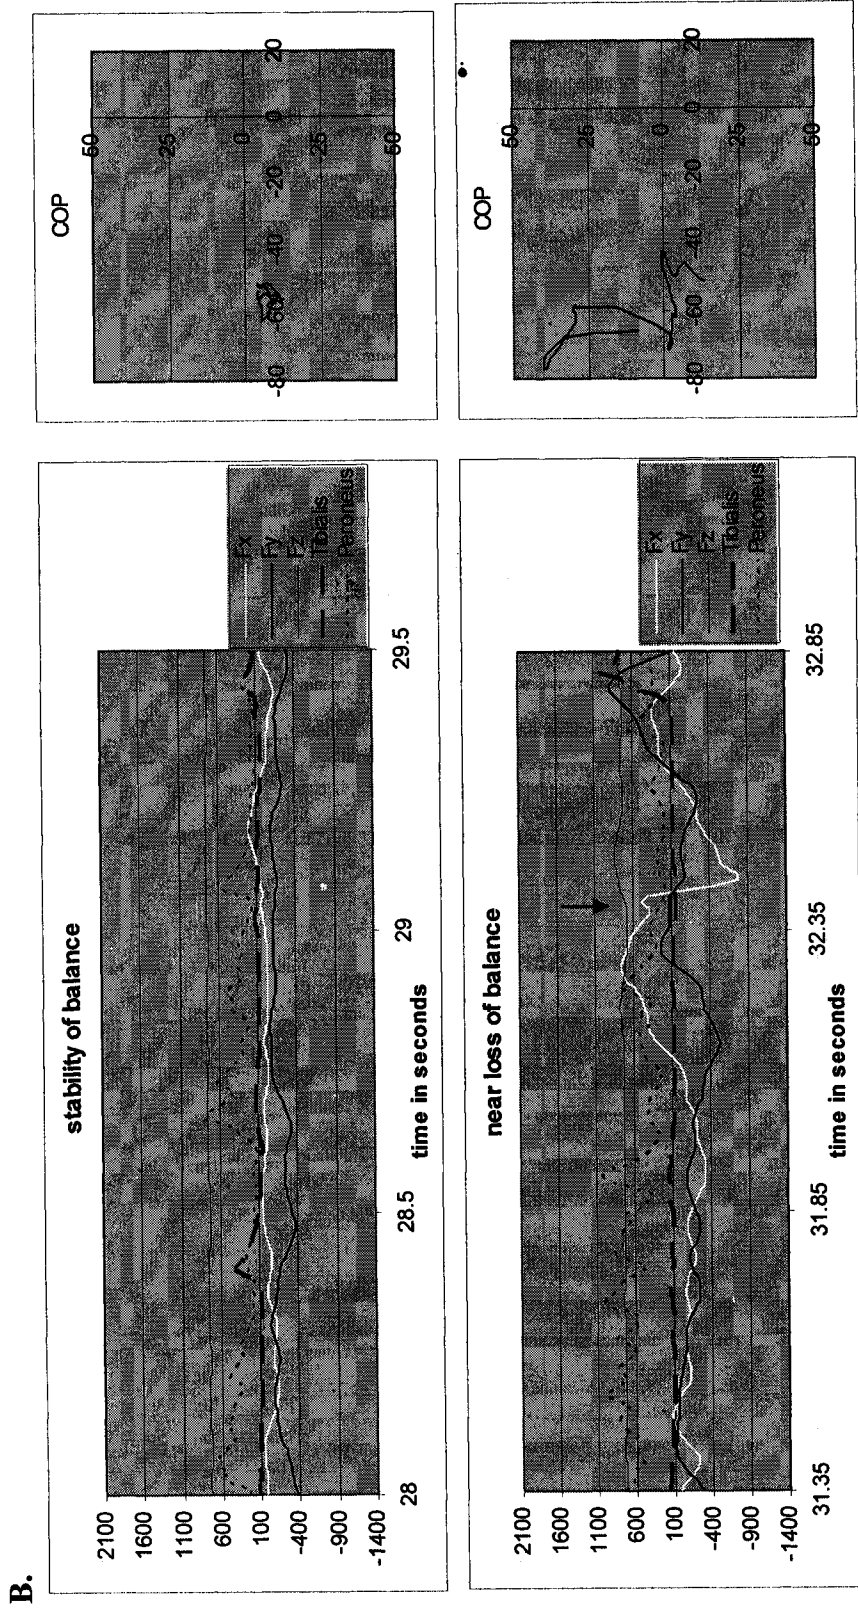 B.
stability of balance
2100
1600
1100
600
100
-400
-900
-1400
28
28.5
29
29.5
time in seconds
Fx
Fy
Fz
Tibialis
Peroneus
COP
50
25
0
25
50
-80
-60
-40
-20
0
20
near loss of balance
2100
1600
1100
600
100
-400
-900
-1400
31.35
31.85
32.35
32.85
time in seconds
Fx
Fy
Fz
Tibialis
Peroneus
COP
50
25
0
-25
50
-80
-60
-40
-20
0
20